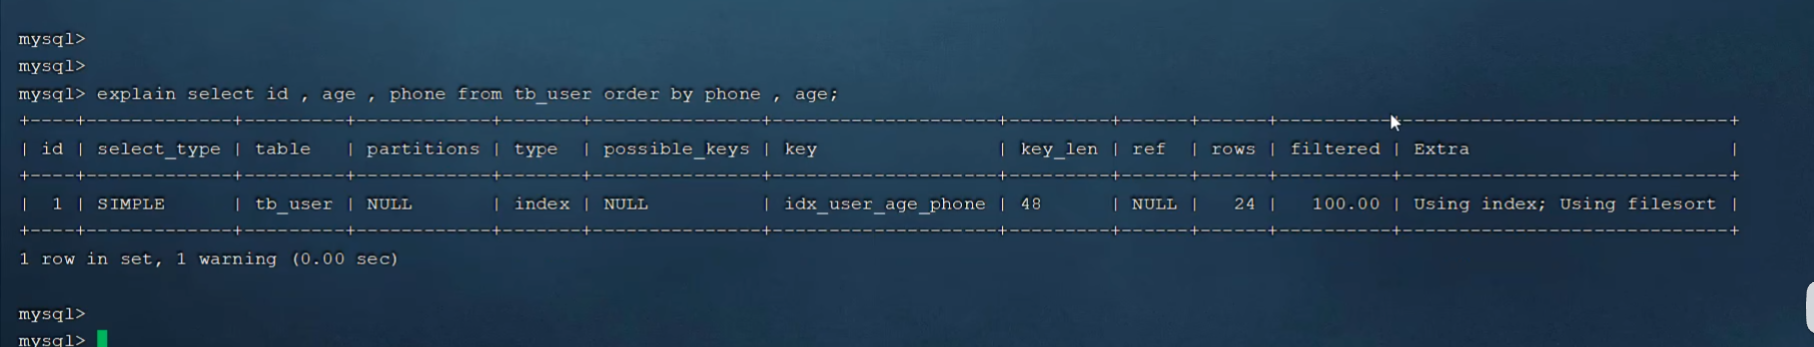 mysql>
mysql>
mysql> explain select id , age , phone from tb_user order by phone , age;
+----+-------------+---------+------------+-------+---------------+--------------------+---------+------+------+----------+-----------------------------+
| id | select_type | table   | partitions | type  | possible_keys | key                | key_len | ref  | rows | filtered | Extra                       |
+----+-------------+---------+------------+-------+---------------+--------------------+---------+------+------+----------+-----------------------------+
|  1 | SIMPLE      | tb_user | NULL       | index | NULL          | idx_user_age_phone | 48      | NULL |   24 |   100.00 | Using index; Using filesort |
+----+-------------+---------+------------+-------+---------------+--------------------+---------+------+------+----------+-----------------------------+
1 row in set, 1 warning (0.00 sec)
mysql>
mysql>